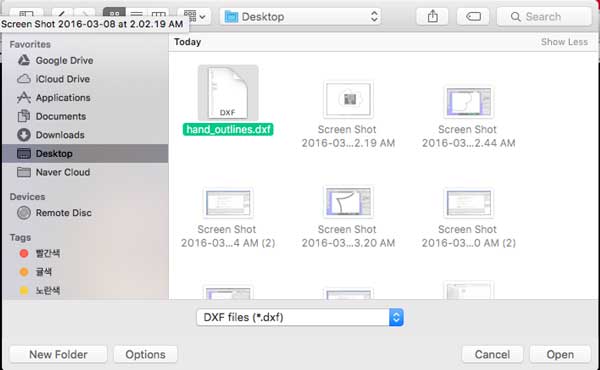 Desktop
Search
Screen Shot 2016-03-08 at 2.02.19 AM
Favorites
Google Drive
iCloud Drive
Applications
Documents
Downloads
Desktop
Naver Cloud
Devices
Remote Disc
Tags
빨간색
귤색
노란색
Today
Show Less
DXF
hand_outlines.dxf
Screen Shot
2016-03...2.19 AM
Screen Shot
2016-03...2.44 AM
Screen Shot
2016-03...4 AM (2)
Screen Shot
2016-03...3.20 AM
Screen Shot
2016-03...0 AM (2)
DXF files (*.dxf)
New Folder
Options
Cancel
Open